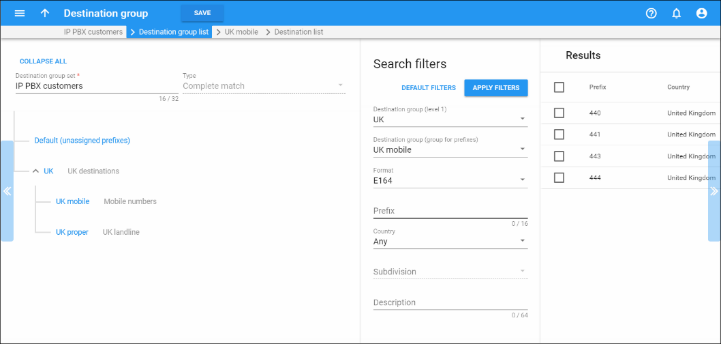 Destination group
SAVE
IP PBX customers > Destination group list > UK mobile > Destination list
COLLAPSE ALL
Destination group set *
IP PBX customers
16 / 32
Type
Complete match
Default (unassigned prefixes)
UK UK destinations
UK mobile Mobile numbers
UK proper UK landline
Search filters
DEFAULT FILTERS APPLY FILTERS
Destination group (level 1)
UK
Destination group (group for prefixes)
UK mobile
Format
E164
Prefix
0 / 16
Country
Any
Subdivision
Description
0 / 64
Results
Prefix Country
440 United Kingdom
441 United Kingdom
443 United Kingdom
444 United Kingdom